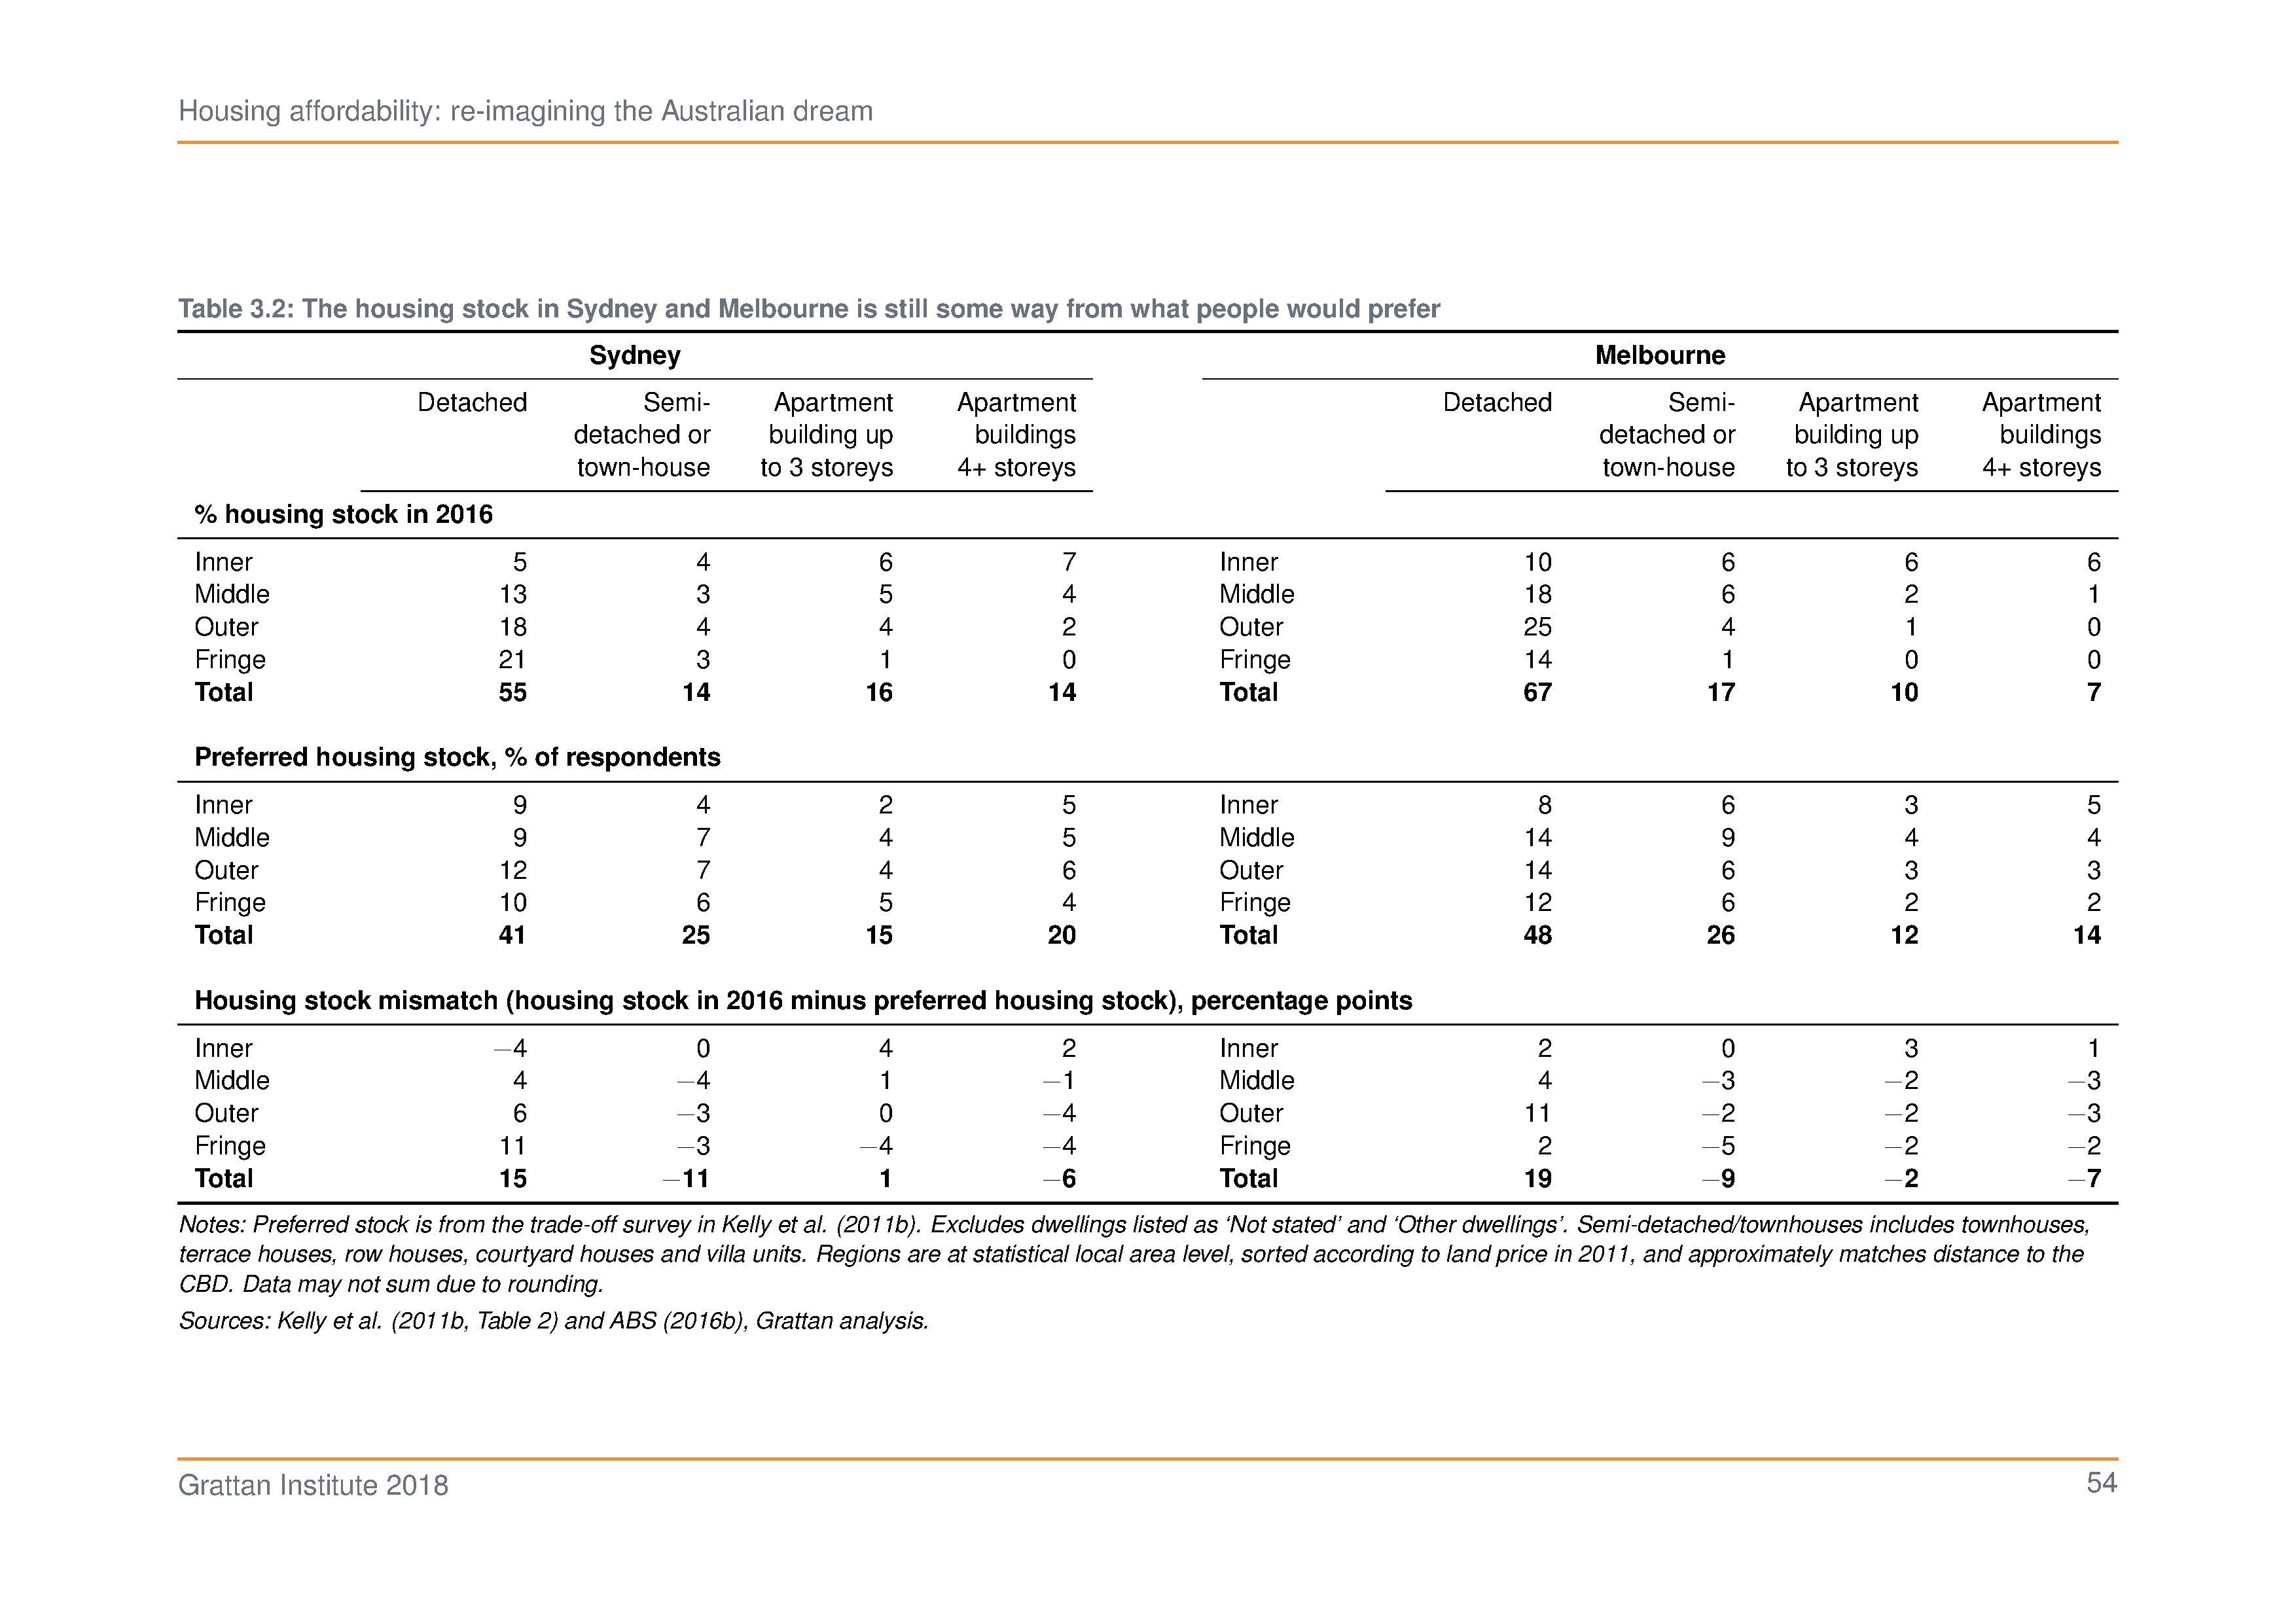 Housing affordability: re-imagining the Australian dream
Table 3.2: The housing stock in Sydney and Melbourne is still some way from what people would prefer
Sydney Melbourne
Detached Semi- Apartment Apartment Detached Semi- Apartment Apartment
detached or building up buildings detached or building up buildings
town-house to 3 storeys 4+ storeys town-house to 3 storeys 4+ storeys
% housing stock in 2016
Inner 5 4 6 7 Inner 10 6 6 6
Middle 13 3 5 4 Middle 18 6 2 1
Outer 18 4 4 2 Outer 25 4 1 0
Fringe 21 3 1 0 Fringe 14 1 0 0
Total 55 14 16 14 Total 67 17 10 7
Preferred housing stock, % of respondents
Inner 9 4 2 5 Inner 8 6 3 5
Middle 9 7 4 5 Middle 14 9 4 4
Outer 12 7 4 6 Outer 14 6 3 3
Fringe 10 6 5 4 Fringe 12 6 2 2
Total 41 25 15 20 Total 48 26 12 14
Housing stock mismatch (housing stock in 2016 minus preferred housing stock), percentage points
Inner −4 0 4 2 Inner 2 0 3 1
Middle 4 −4 1 −1 Middle 4 −3 −2 −3
Outer 6 −3 0 −4 Outer 11 −2 −2 −3
Fringe 11 −3 −4 −4 Fringe 2 −5 −2 −2
Total 15 −11 1 −6 Total 19 −9 −2 −7
Notes: Preferred stock is from the trade-off survey in Kelly et al. (2011b). Excludes dwellings listed as ‘Not stated’ and ‘Other dwellings’. Semi-detached/townhouses includes townhouses,
terrace houses, row houses, courtyard houses and villa units. Regions are at statistical local area level, sorted according to land price in 2011, and approximately matches distance to the
CBD. Data may not sum due to rounding.
Sources: Kelly et al. (2011b, Table 2) and ABS (2016b), Grattan analysis.
Grattan Institute 2018 54